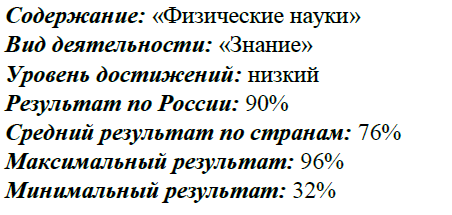 Содержание: «Физические науки»
Вид деятельности: «Знание»
Уровень достижений: низкий
Результат по России: 90%
Средний результат по странам: 76%
Максимальный результат: 96%
Минимальный результат: 32%